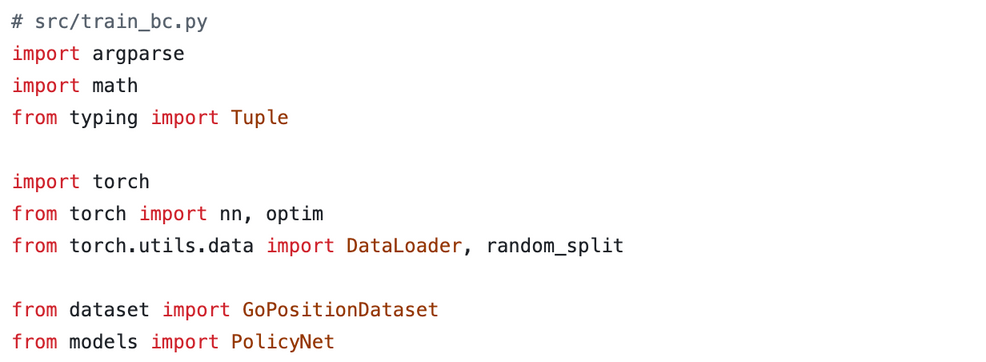 # src/train_bc.py
import argparse
import math
from typing import Tuple
import torch
from torch import nn, optim
from torch.utils.data import DataLoader, random_split
from dataset import GoPositionDataset
from models import PolicyNet